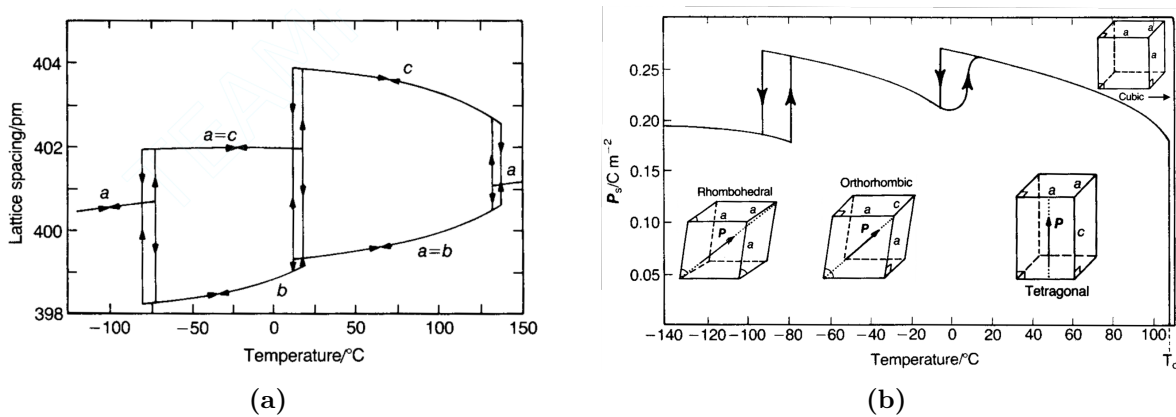 404
402
400
398
Lattice spacing/pm
c
a=c
a
a
a=b
b
−100
−50
0
50
100
150
Temperature/°C
(a)
0.25
0.20
0.15
0.10
0.05
Pₛ/C m⁻²
a
a
a
Cubic
Rhombohedral
a
a
a
P
Orthorhombic
a
c
a
P
a
a
c
P
Tetragonal
−140
−120
−100
−80
−60
−40
−20
0
20
40
60
80
100
Temperature/°C
T_c
(b)